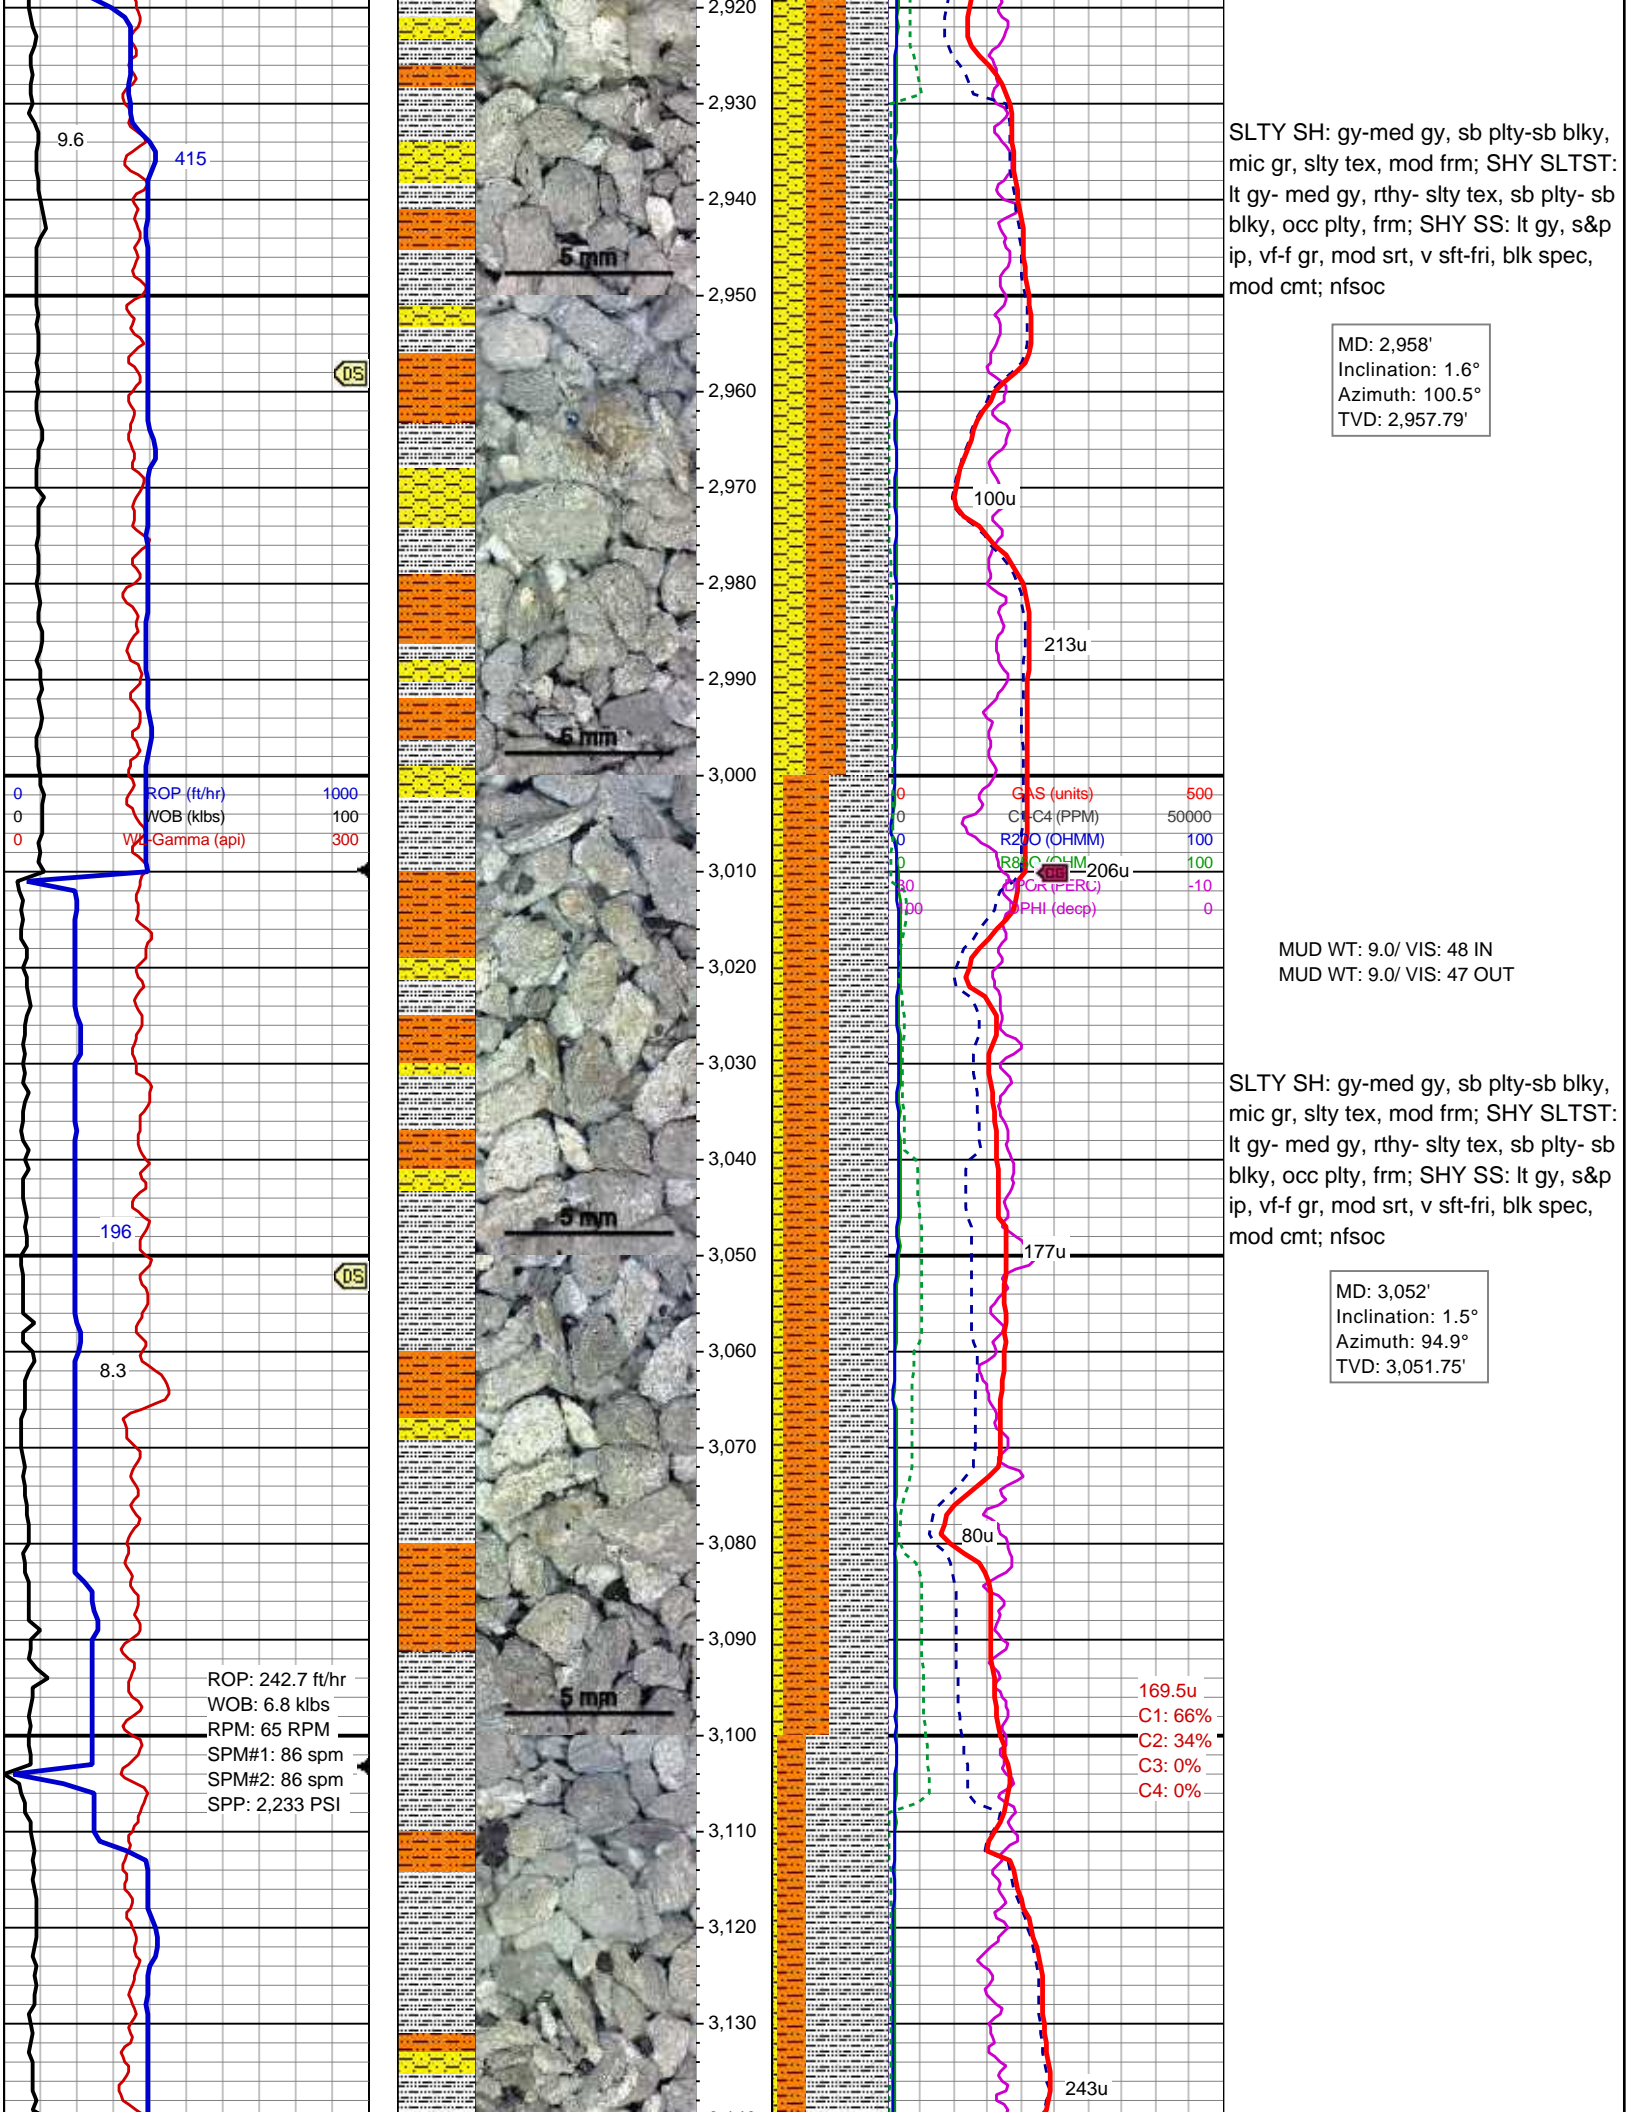 2,920
2,930
9.6
415
SLTY SH: gy-med gy, sb plty-sb blky,
mic gr, slty tex, mod frm; SHY SLTST:
lt gy- med gy, rthy- slty tex, sb plty- sb
blky, occ plty, frm; SHY SS: lt gy, s&p
ip, vf-f gr, mod srt, v sft-fri, blk spec,
mod cmt; nfsoc
2,940
5 mm
2,950
MD: 2,958'
Inclination: 1.6°
Azimuth: 100.5°
TVD: 2,957.79'
DS
2,960
2,970
100u
2,980
213u
2,990
5 mm
3,000
0 ROP (ft/hr) 1000
0 WOB (klbs) 100
0 WL-Gamma (api) 300
0 GAS (units) 500
0 C1-C4 (PPM) 50000
0 R20O (OHMM) 100
0 100
DPOR (PERC) -10
DPHI (decp) 0
3,010
CG
206u
MUD WT: 9.0/ VIS: 48 IN
MUD WT: 9.0/ VIS: 47 OUT
3,020
3,030
SLTY SH: gy-med gy, sb plty-sb blky,
mic gr, slty tex, mod frm; SHY SLTST:
lt gy- med gy, rthy- slty tex, sb plty- sb
blky, occ plty, frm; SHY SS: lt gy, s&p
ip, vf-f gr, mod srt, v sft-fri, blk spec,
mod cmt; nfsoc
3,040
196
5 mm
3,050
177u
DS
MD: 3,052'
Inclination: 1.5°
Azimuth: 94.9°
TVD: 3,051.75'
3,060
8.3
3,070
3,080
80u
3,090
ROP: 242.7 ft/hr
WOB: 6.8 klbs
RPM: 65 RPM
SPM#1: 86 spm
SPM#2: 86 spm
SPP: 2,233 PSI
5 mm
3,100
169.5u
C1: 66%
C2: 34%
C3: 0%
C4: 0%
3,110
3,120
3,130
243u